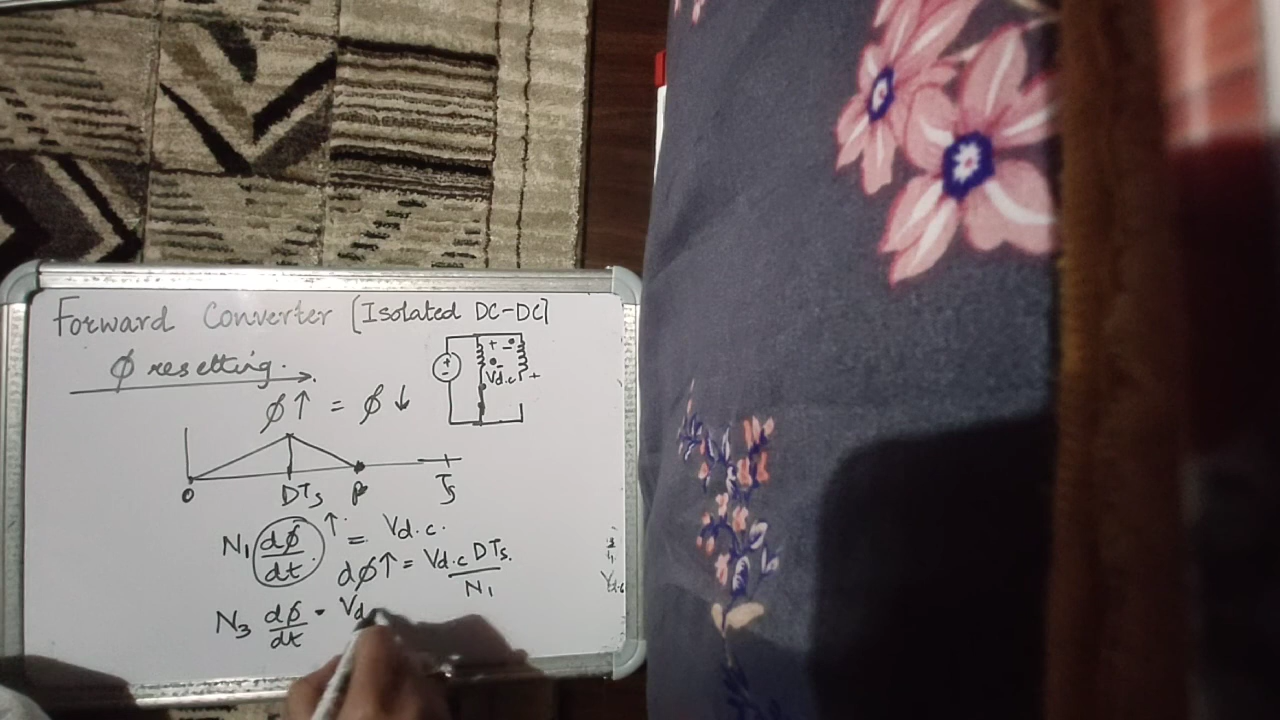 Forward Converter [Isolated DC-DC]
ϕ resetting.
+ -
+
-
Vd.c
+
-
ϕ↑ = ϕ↓
0 DTs P Ts
N1 dϕ/dt ↑ = Vd.c.
dϕ↑ = Vd.c DTs / N1
N3 dϕ/dt = Vd
Vd.c